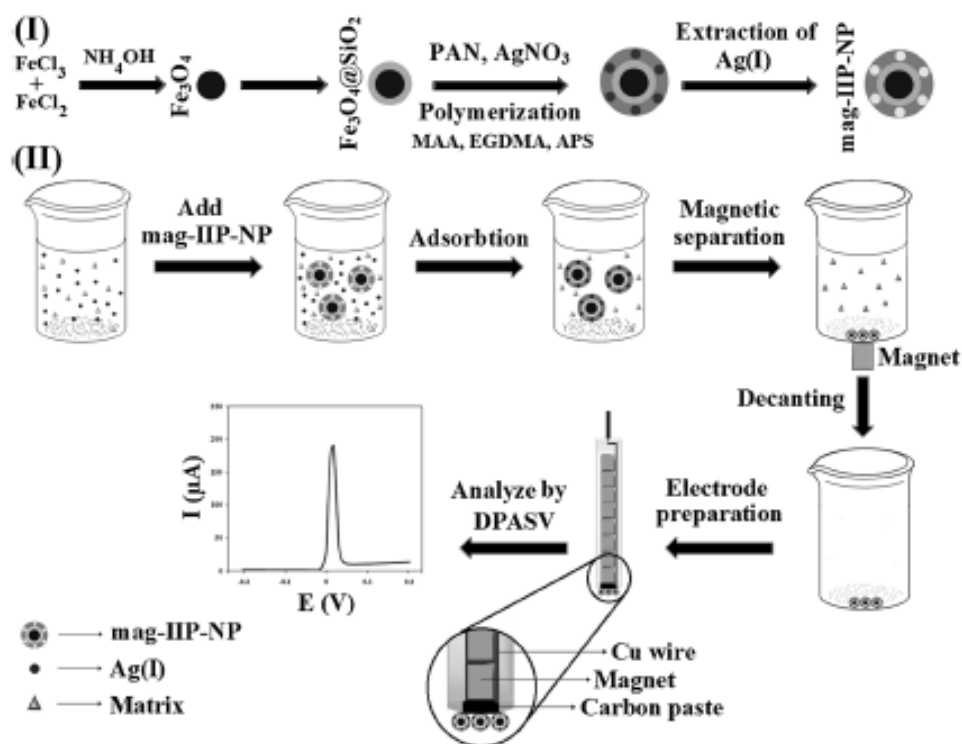 (I)
FeCl3
+
FeCl2
NH4OH
Fe3O4
Fe3O4@SiO2
PAN, AgNO3
Polymerization
MAA, EGDMA, APS
Extraction of
Ag(I)
mag-IIP-NP
(II)
Add
mag-IIP-NP
Adsorbtion
Magnetic
separation
Magnet
Decanting
Electrode
preparation
Analyze by
DPASV
I (µA)
0
E (V)
Cu wire
Magnet
Carbon paste
mag-IIP-NP
Ag(I)
Matrix